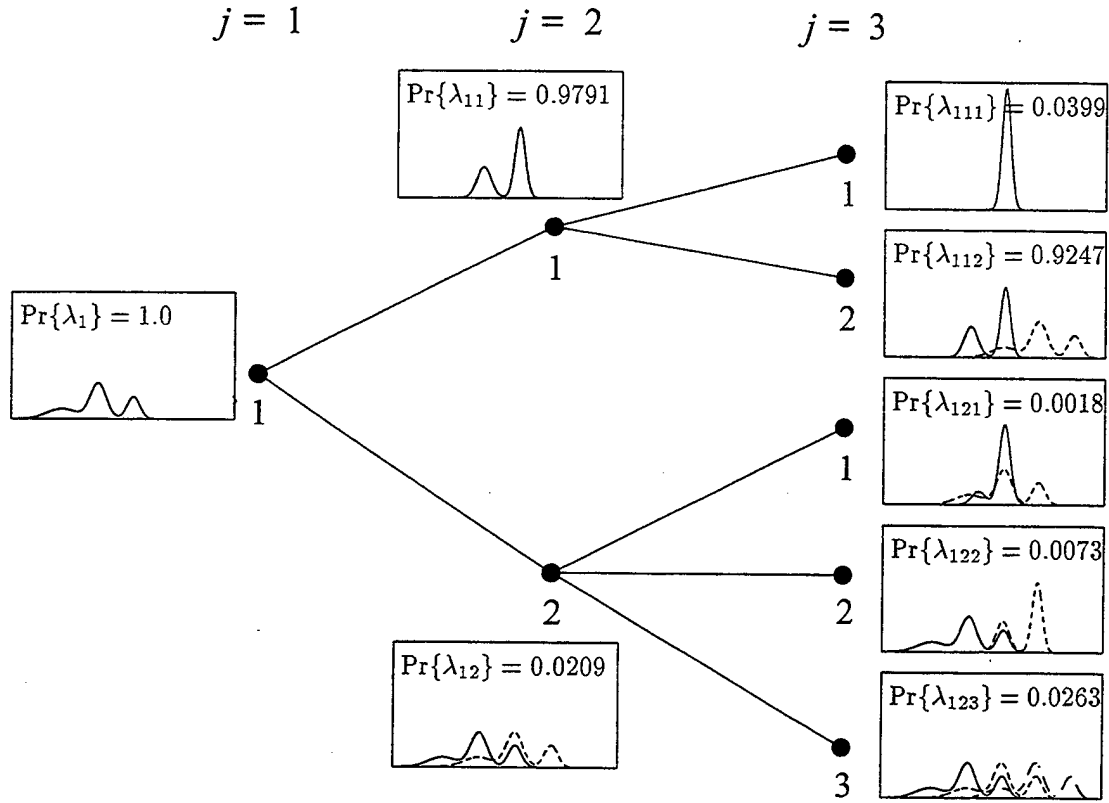 j = 1
j = 2
j = 3
Pr{λ₁₁} = 0.9791
Pr{λ₁₁₁} = 0.0399
1
1
Pr{λ₁₁₂} = 0.9247
2
Pr{λ₁} = 1.0
1
Pr{λ₁₂₁} = 0.0018
1
Pr{λ₁₂₂} = 0.0073
2
2
Pr{λ₁₂} = 0.0209
Pr{λ₁₂₃} = 0.0263
3